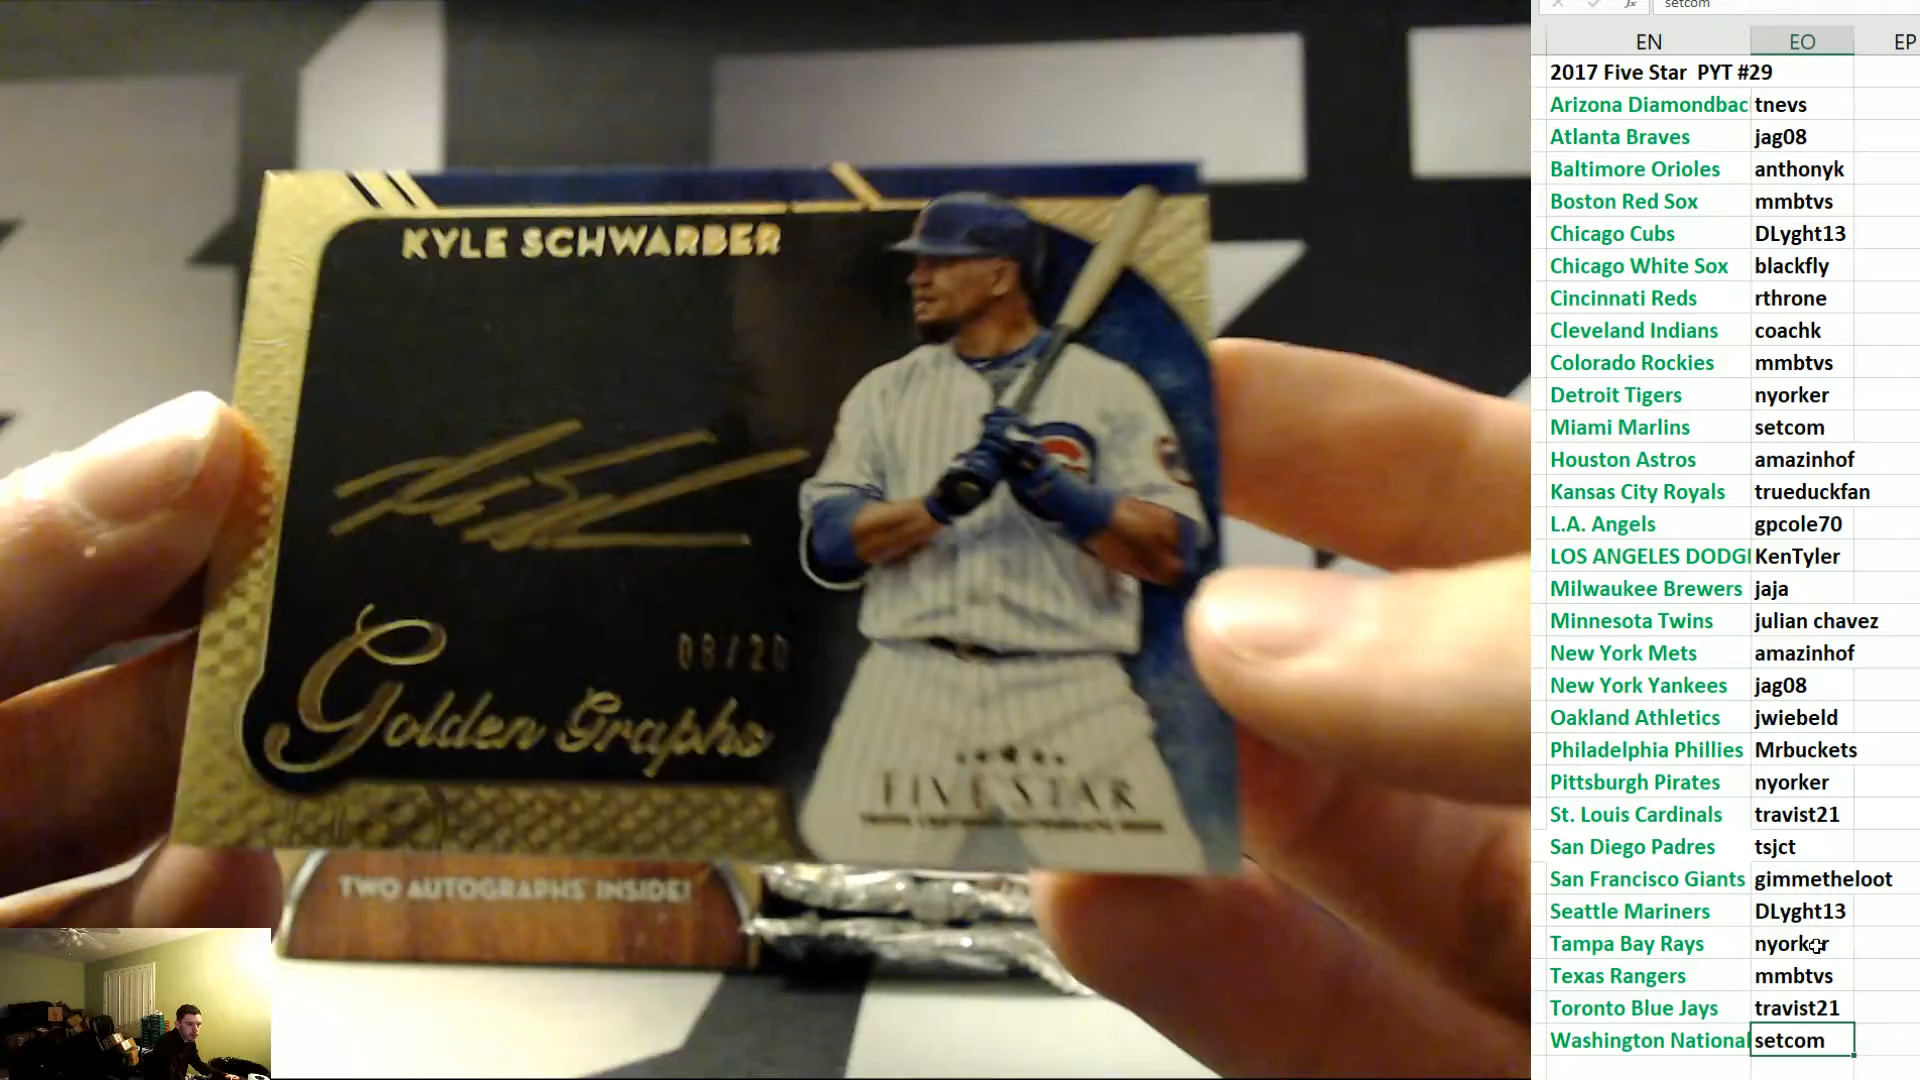 KYLE SCHWARBER
08/20
Golden Graphs
FIVE STAR
TWO AUTOGRAPHS INSIDE!
setcom
EN EO EP
2017 Five Star PYT #29
Arizona Diamondbac tnevs
Atlanta Braves jag08
Baltimore Orioles anthonyk
Boston Red Sox mmbtvs
Chicago Cubs DLyght13
Chicago White Sox blackfly
Cincinnati Reds rthrone
Cleveland Indians coachk
Colorado Rockies mmbtvs
Detroit Tigers nyorker
Miami Marlins setcom
Houston Astros amazinhof
Kansas City Royals trueduckfan
L.A. Angels gpcole70
LOS ANGELES DODGE KenTyler
Milwaukee Brewers jaja
Minnesota Twins julian chavez
New York Mets amazinhof
New York Yankees jag08
Oakland Athletics jwiebeld
Philadelphia Phillies Mrbuckets
Pittsburgh Pirates nyorker
St. Louis Cardinals travist21
San Diego Padres tsjct
San Francisco Giants gimmetheloot
Seattle Mariners DLyght13
Tampa Bay Rays nyorker
Texas Rangers mmbtvs
Toronto Blue Jays travist21
Washington National setcom